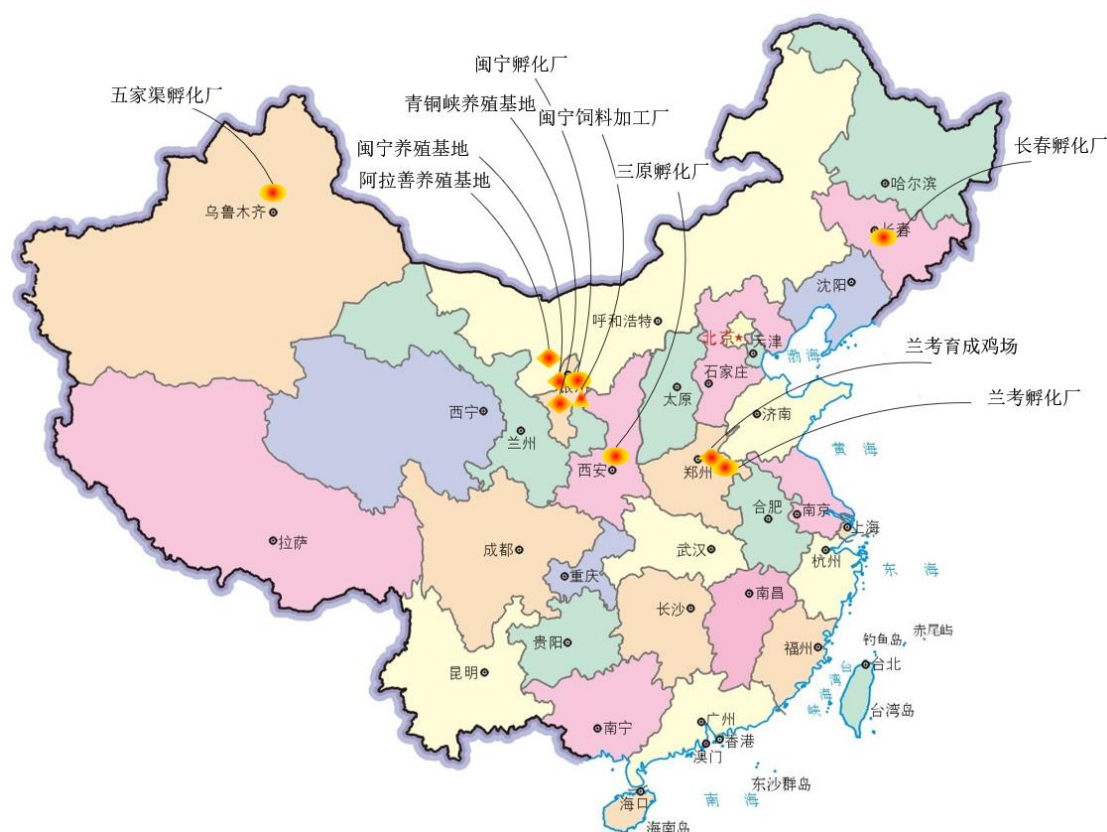 闽宁孵化厂
五家渠孵化厂
青铜峡养殖基地
闽宁饲料加工厂
闽宁养殖基地
长春孵化厂
三原孵化厂
阿拉善养殖基地
哈尔滨
乌鲁木齐
长春
沈阳
呼和浩特
北京
天津
渤海
兰考育成鸡场
石家庄
太原
兰考孵化厂
西宁
济南
兰州
黄海
郑州
西安
合肥
南京
上海
拉萨
成都
武汉
杭州
东海
重庆
南昌
长沙
赤尾屿
钓鱼岛
贵阳
福州
台北
昆明
台湾海峡
台湾岛
广州
南宁
香港
澳门
东沙群岛
海口
南海
海南岛